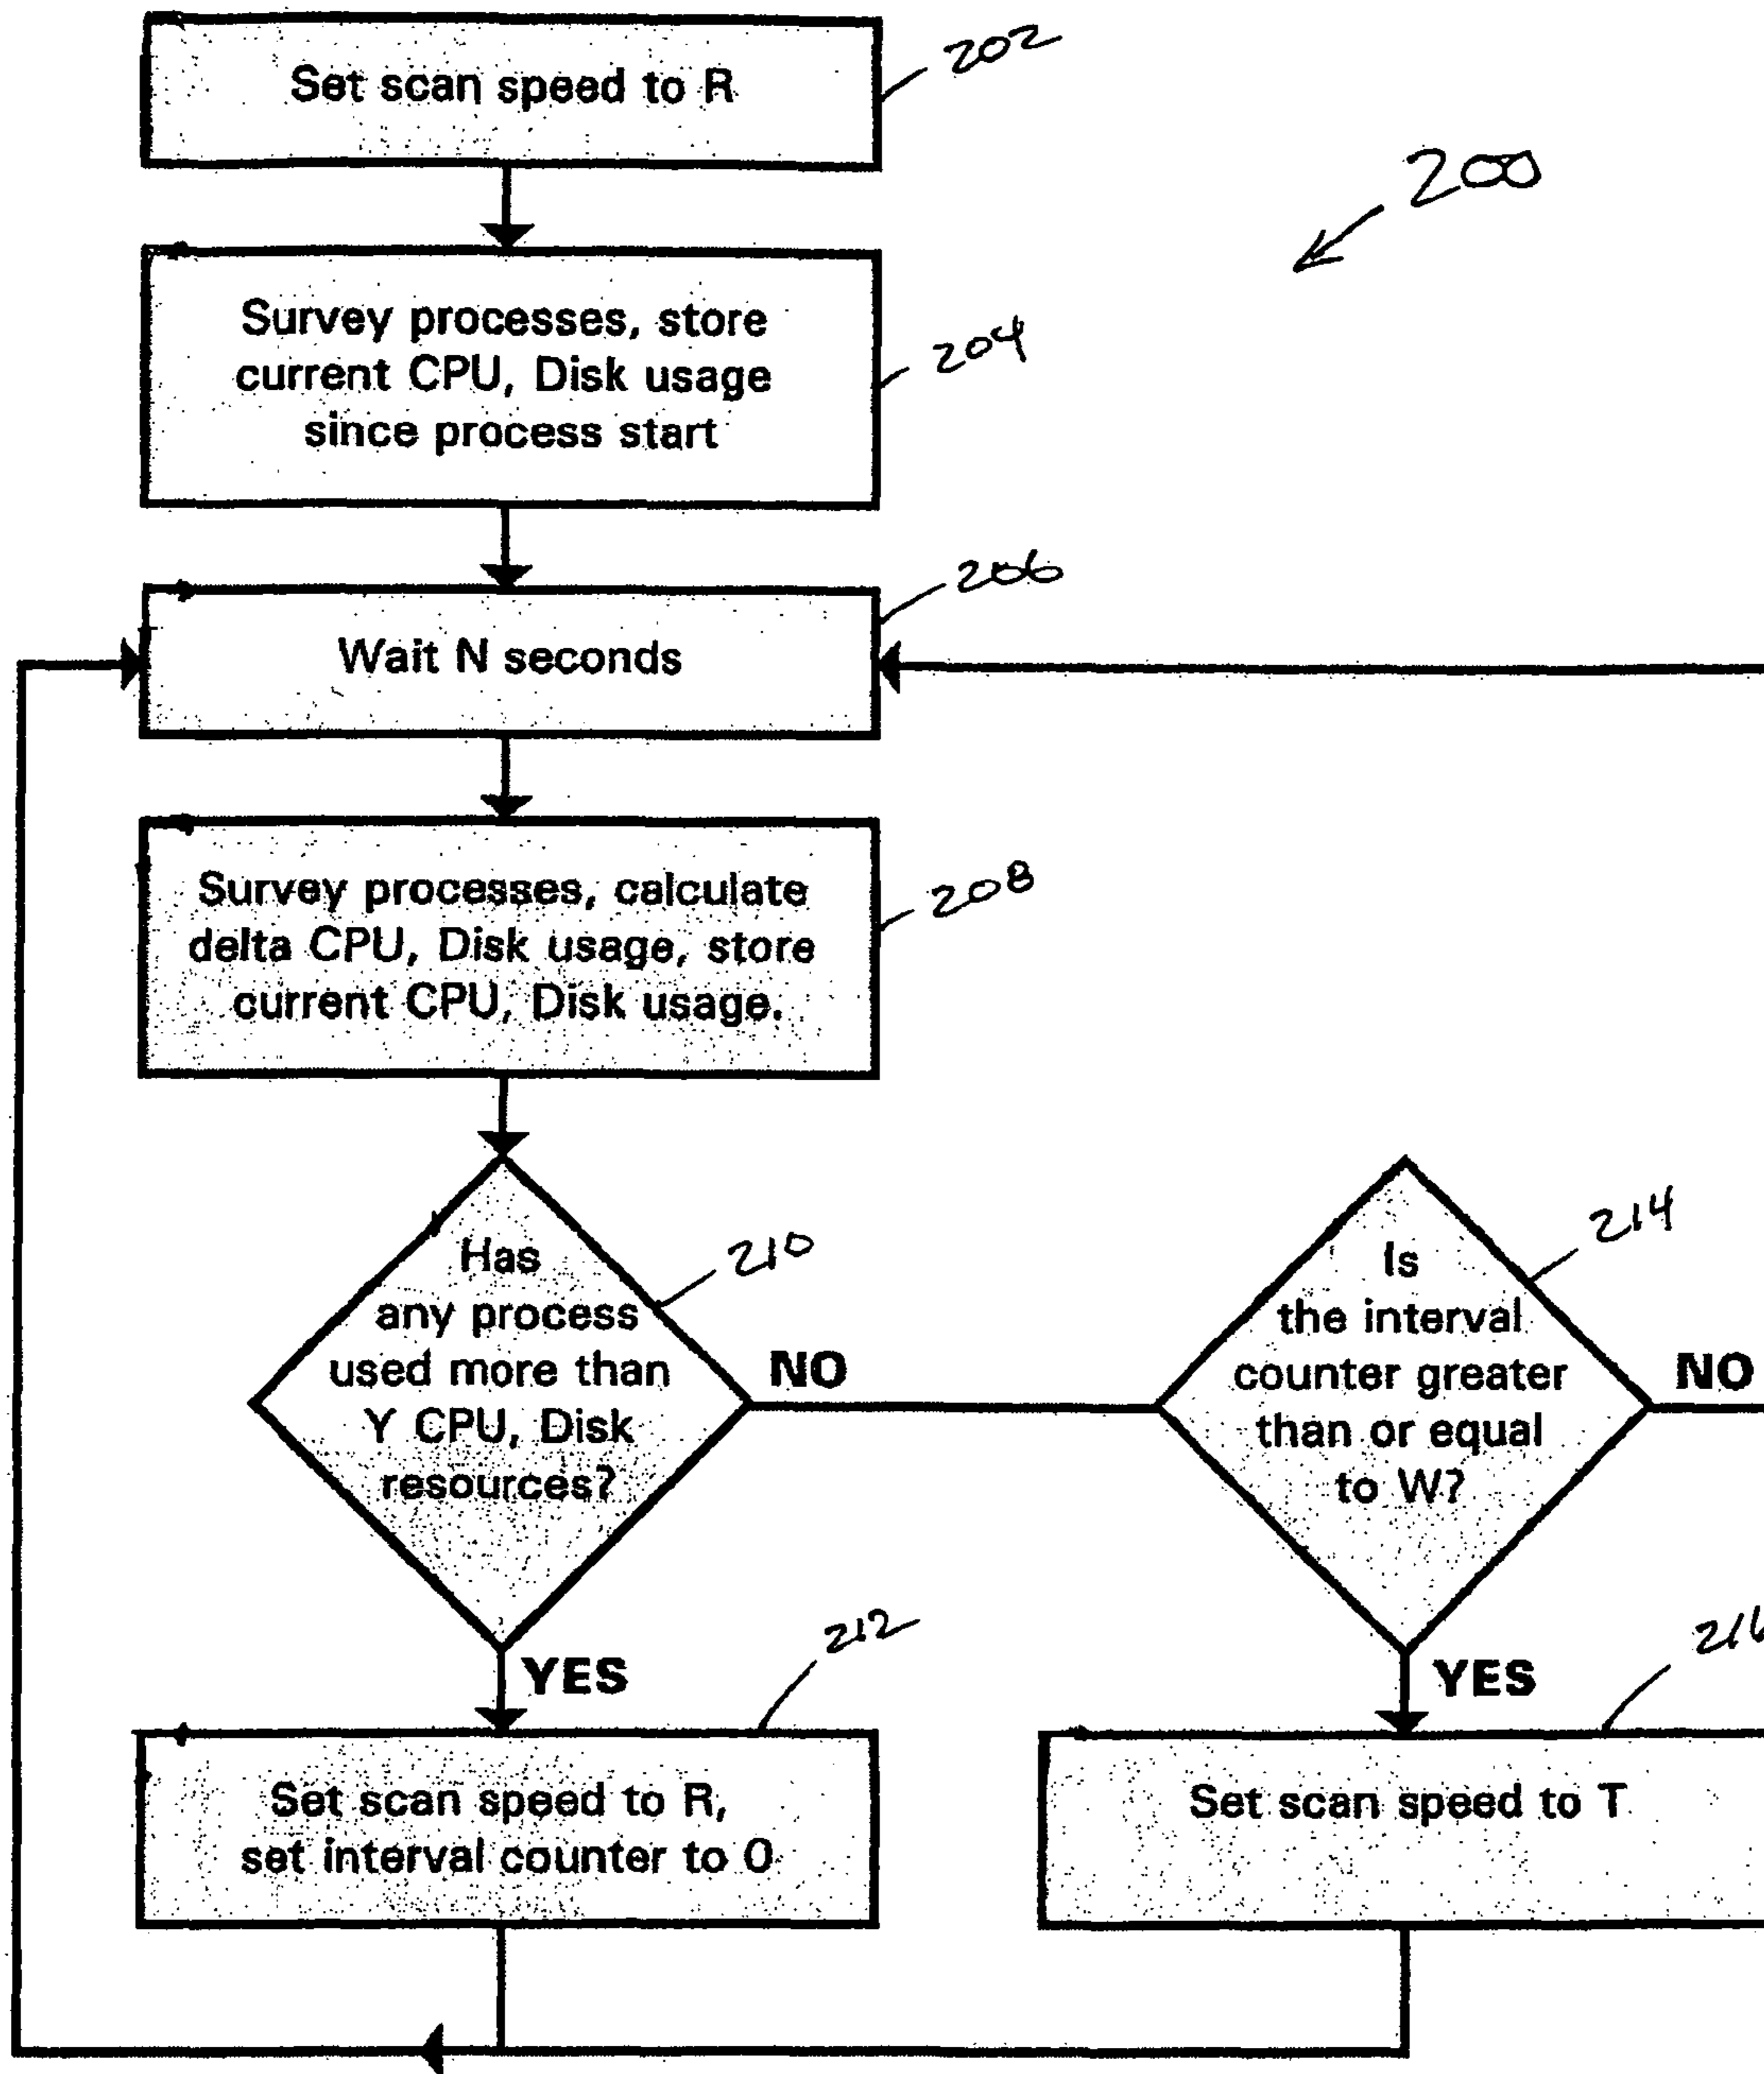 Set scan speed to R
202
200
Survey processes, store
current CPU, Disk usage
since process start
204
Wait N seconds
206
Survey processes, calculate
delta CPU, Disk usage, store
current CPU, Disk usage.
208
Has
any process
used more than
Y CPU, Disk
resources?
210
NO
YES
Is
the interval
counter greater
than or equal
to W?
214
NO
YES
Set scan speed to R,
set interval counter to 0
212
Set scan speed to T